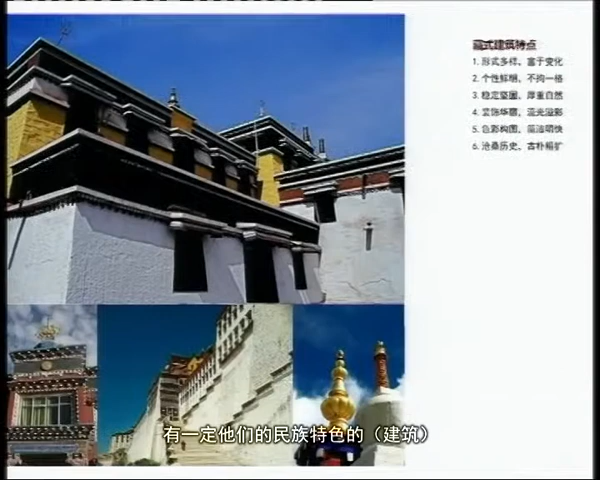 藏式建筑特点
1. 形式多样、富于变化
2. 个性鲜明、不拘一格
3. 稳定坚固、厚重自然
4. 装饰华丽、流光溢彩
5. 色彩构图、简洁明快
6. 沧桑历史、古朴粗犷
有一定他们的民族特色的（建筑）